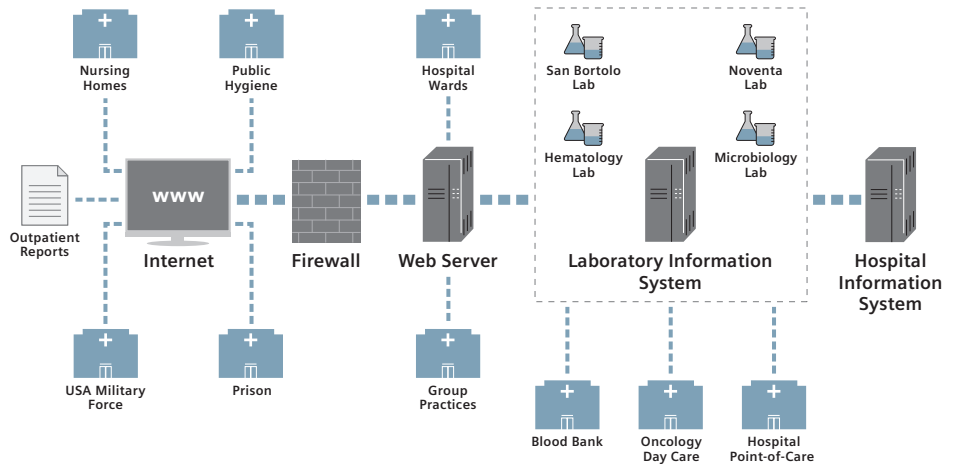 Nursing
Homes
Public
Hygiene
Hospital
Wards
San Bortolo
Lab
Noventa
Lab
Hematology
Lab
Microbiology
Lab
www
Outpatient
Reports
Internet
Firewall
Web Server
Laboratory Information
System
Hospital
Information
System
USA Military
Force
Prison
Group
Practices
Blood Bank
Oncology
Day Care
Hospital
Point-of-Care